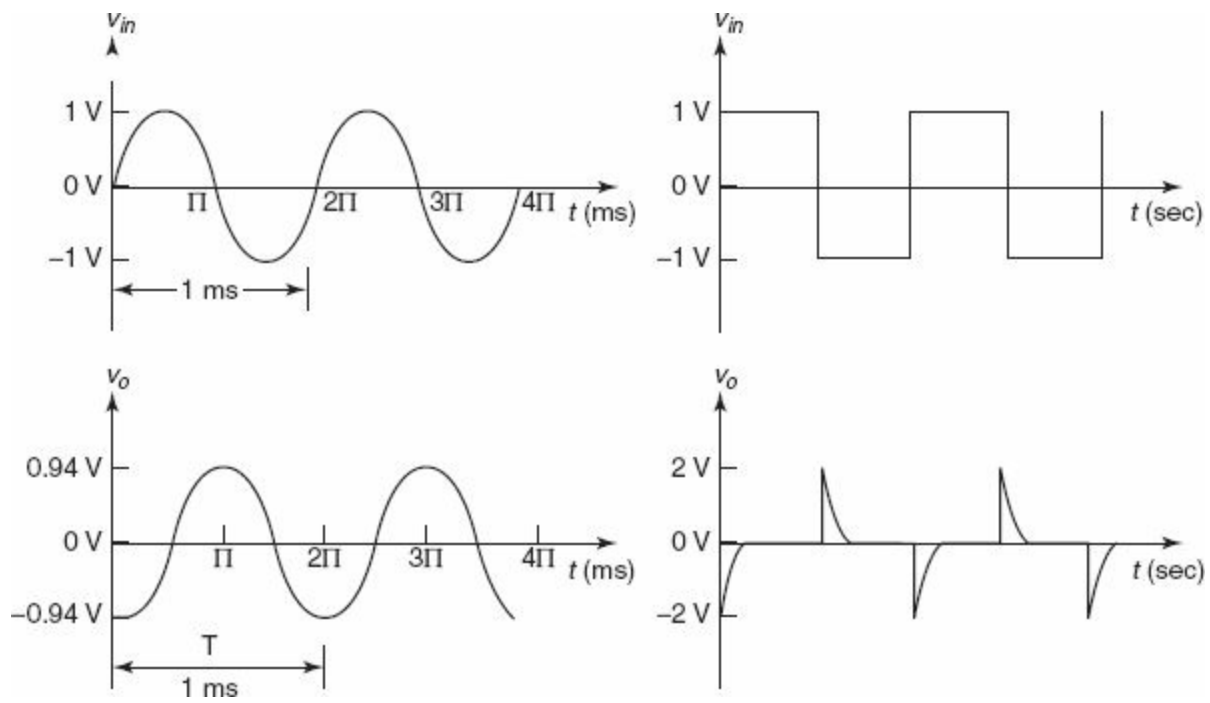 v_in
1 V
0 V
–1 V
Π
2Π
3Π
4Π
t (ms)
1 ms
v_in
1 V
0 V
–1 V
t (sec)
v_o
0.94 V
0 V
–0.94 V
Π
2Π
3Π
4Π
t (ms)
T
1 ms
v_o
2 V
0 V
–2 V
t (sec)